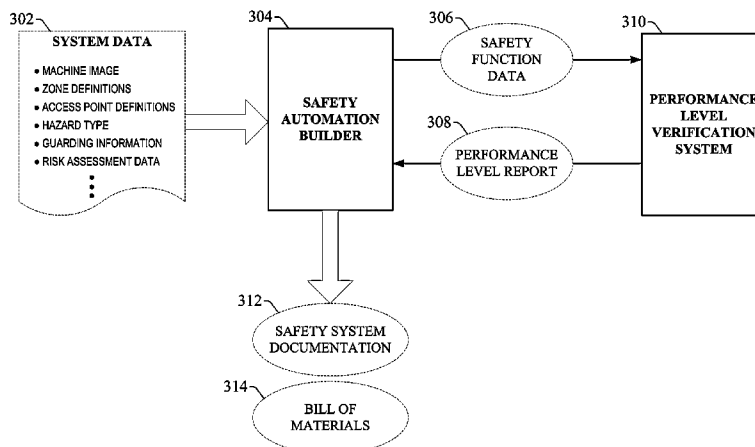 302
SYSTEM DATA
• MACHINE IMAGE
• ZONE DEFINITIONS
• ACCESS POINT DEFINITIONS
• HAZARD TYPE
• GUARDING INFORMATION
• RISK ASSESSMENT DATA
304
SAFETY
AUTOMATION
BUILDER
306
SAFETY
FUNCTION
DATA
308
PERFORMANCE
LEVEL REPORT
310
PERFORMANCE
LEVEL
VERIFICATION
SYSTEM
312
SAFETY SYSTEM
DOCUMENTATION
314
BILL OF
MATERIALS